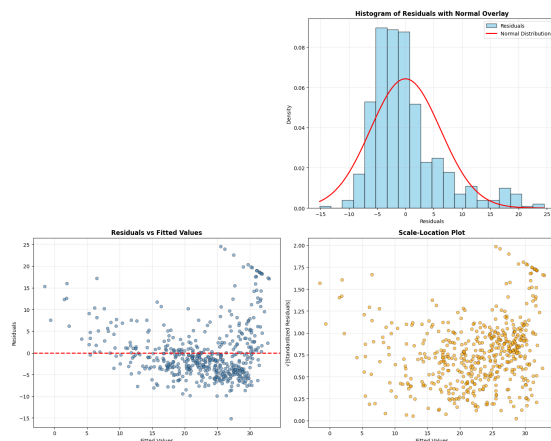 Histogram of Residuals with Normal Overlay
Residuals
Normal Distribution
Density
0.08
0.06
0.04
0.02
0.00
-15 -10 -5 0 5 10 15 20 25
Residuals
Residuals vs Fitted Values
Residuals
25
20
15
10
5
0
−5
−10
−15
0 5 10 15 20 25 30
Fitted Values
Scale-Location Plot
√|Standardized Residuals|
2.00
1.75
1.50
1.25
1.00
0.75
0.50
0.25
0.00
0 5 10 15 20 25 30
Fitted Values